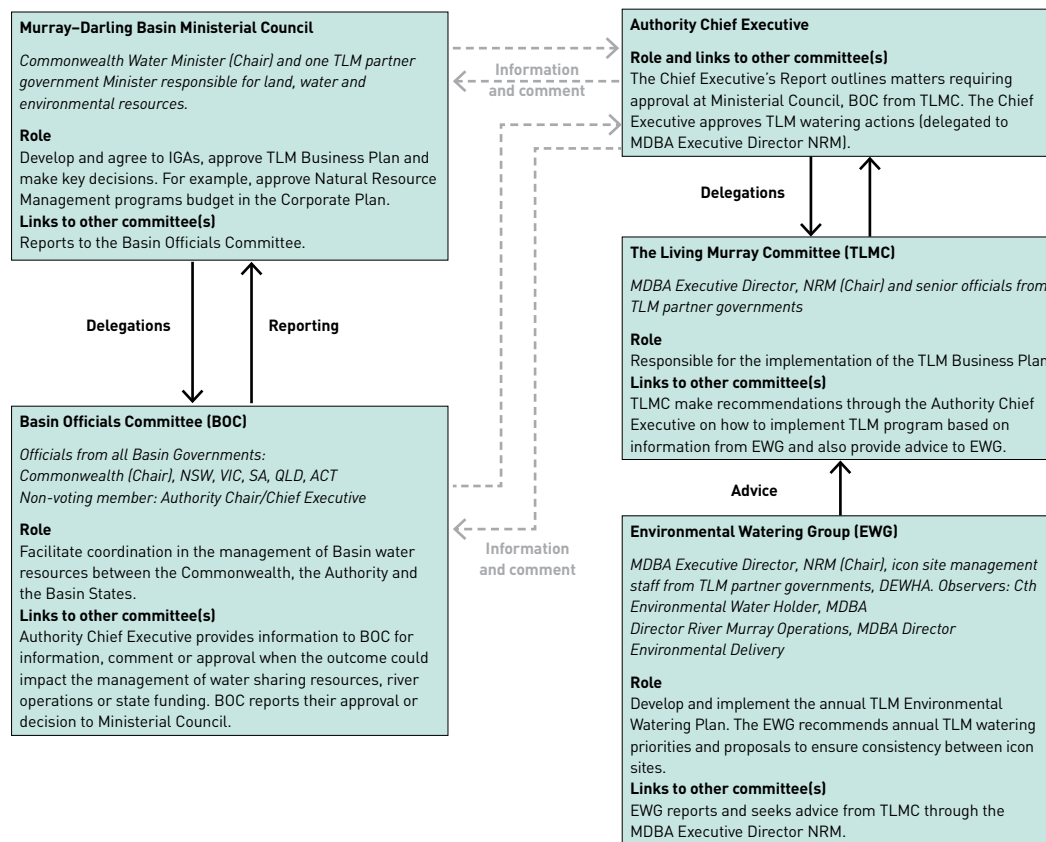 Murray–Darling Basin Ministerial Council
Commonwealth Water Minister (Chair) and one TLM partner
government Minister responsible for land, water and
environmental resources.
Role
Develop and agree to IGAs, approve TLM Business Plan and
make key decisions. For example, approve Natural Resource
Management programs budget in the Corporate Plan.
Links to other committee(s)
Reports to the Basin Officials Committee.
Information
and comment
Authority Chief Executive
Role and links to other committee(s)
The Chief Executive's Report outlines matters requiring
approval at Ministerial Council, BOC from TLMC. The Chief
Executive approves TLM watering actions (delegated to
MDBA Executive Director NRM).
Delegations
Reporting
Delegations
The Living Murray Committee (TLMC)
MDBA Executive Director, NRM (Chair) and senior officials from
TLM partner governments
Role
Responsible for the implementation of the TLM Business Plan
Links to other committee(s)
TLMC make recommendations through the Authority Chief
Executive on how to implement TLM program based on
information from EWG and also provide advice to EWG.
Basin Officials Committee (BOC)
Officials from all Basin Governments:
Commonwealth (Chair), NSW, VIC, SA, QLD, ACT
Non-voting member: Authority Chair/Chief Executive
Role
Facilitate coordination in the management of Basin water
resources between the Commonwealth, the Authority and
the Basin States.
Links to other committee(s)
Authority Chief Executive provides information to BOC for
information, comment or approval when the outcome could
impact the management of water sharing resources, river
operations or state funding. BOC reports their approval or
decision to Ministerial Council.
Information
and comment
Advice
Environmental Watering Group (EWG)
MDBA Executive Director, NRM (Chair), icon site management
staff from TLM partner governments, DEWHA. Observers: Cth
Environmental Water Holder, MDBA
Director River Murray Operations, MDBA Director
Environmental Delivery
Role
Develop and implement the annual TLM Environmental
Watering Plan. The EWG recommends annual TLM watering
priorities and proposals to ensure consistency between icon
sites.
Links to other committee(s)
EWG reports and seeks advice from TLMC through the
MDBA Executive Director NRM.